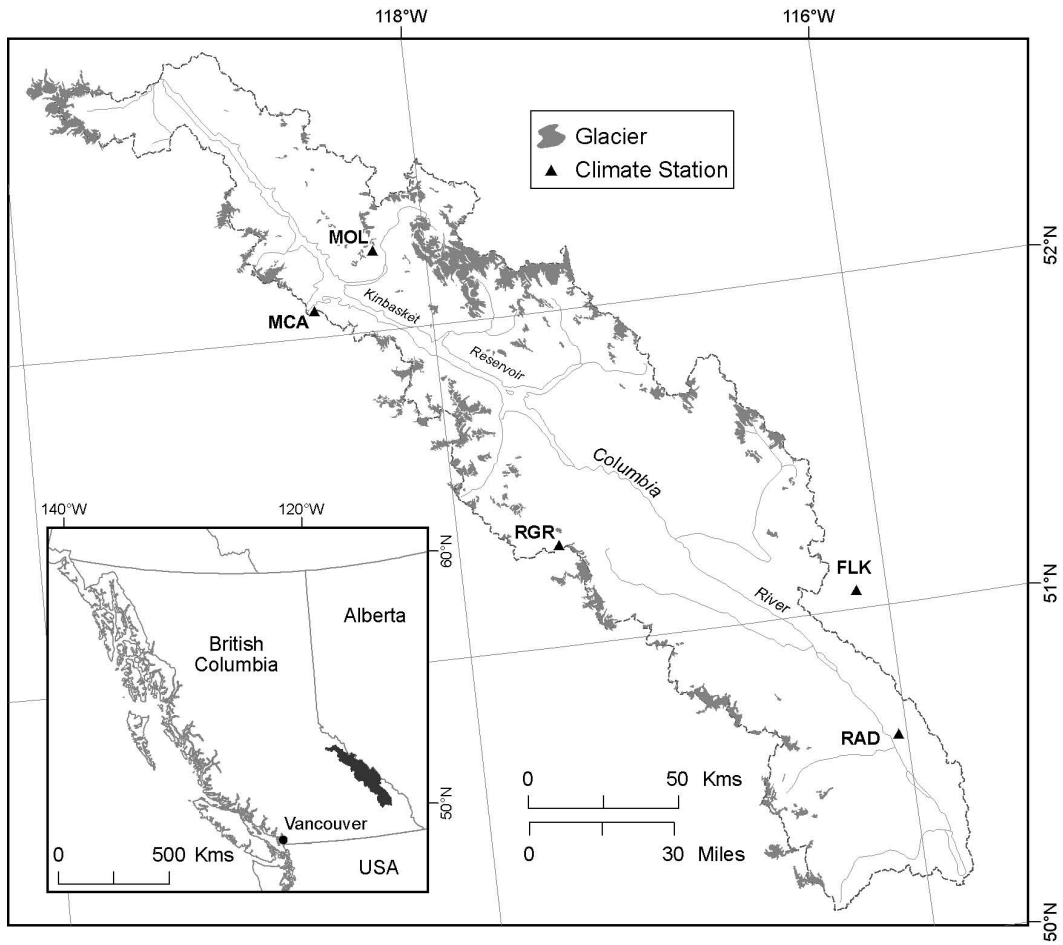 118°W
116°W
Glacier
Climate Station
MOL
52°N
Kinbasket
MCA
Reservoir
Columbia
RGR
FLK
51°N
River
RAD
0 50 Kms
0 30 Miles
50°N
140°W
120°W
60°N
Alberta
British
Columbia
50°N
Vancouver
0 500 Kms
USA